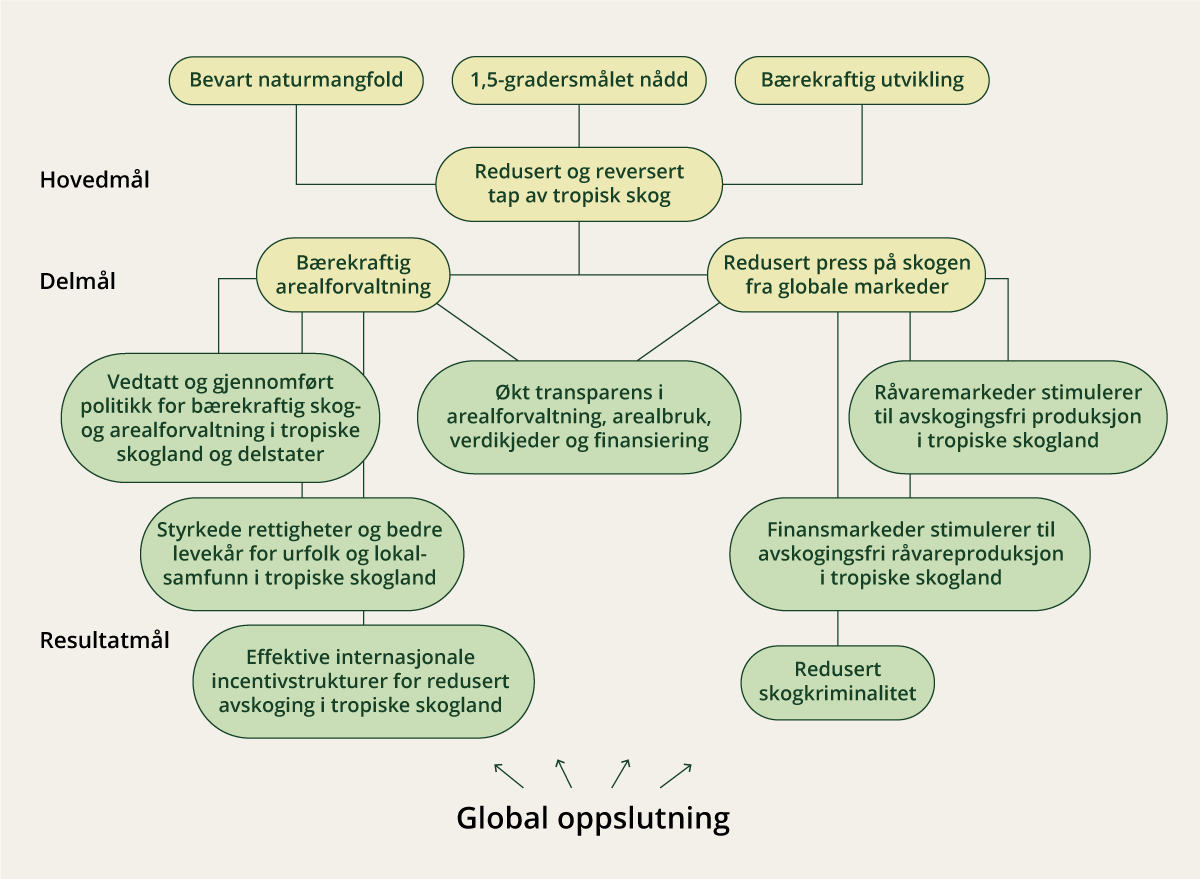 Bevart naturmangfold
1,5-gradersmålet nådd
Bærekraftig utvikling
Hovedmål
Redusert og reversert
tap av tropisk skog
Delmål
Bærekraftig
arealforvaltning
Redusert press på skogen
fra globale markeder
Vedtatt og gjennomført
politikk for bærekraftig skog-
og arealforvaltning i tropiske
skogland og delstater
Økt transparens i
arealforvaltning, arealbruk,
verdikjeder og finansiering
Råvaremarkeder stimulerer
til avskogingsfri produksjon
i tropiske skogland
Styrkede rettigheter og bedre
levekår for urfolk og lokal-
samfunn i tropiske skogland
Finansmarkeder stimulerer til
avskogingsfri råvareproduksjon
i tropiske skogland
Resultatmål
Effektive internasjonale
incentivstrukturer for redusert
avskoging i tropiske skogland
Redusert
skogkriminalitet
Global oppslutning